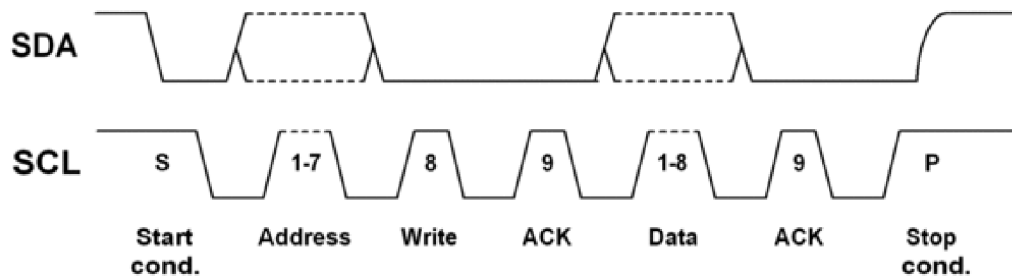 SDA
SCL
S 1-7 8 9 1-8 9 P
Start Address Write ACK Data ACK Stop
cond. cond.